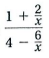 1 + 2/x
4 − 6/x